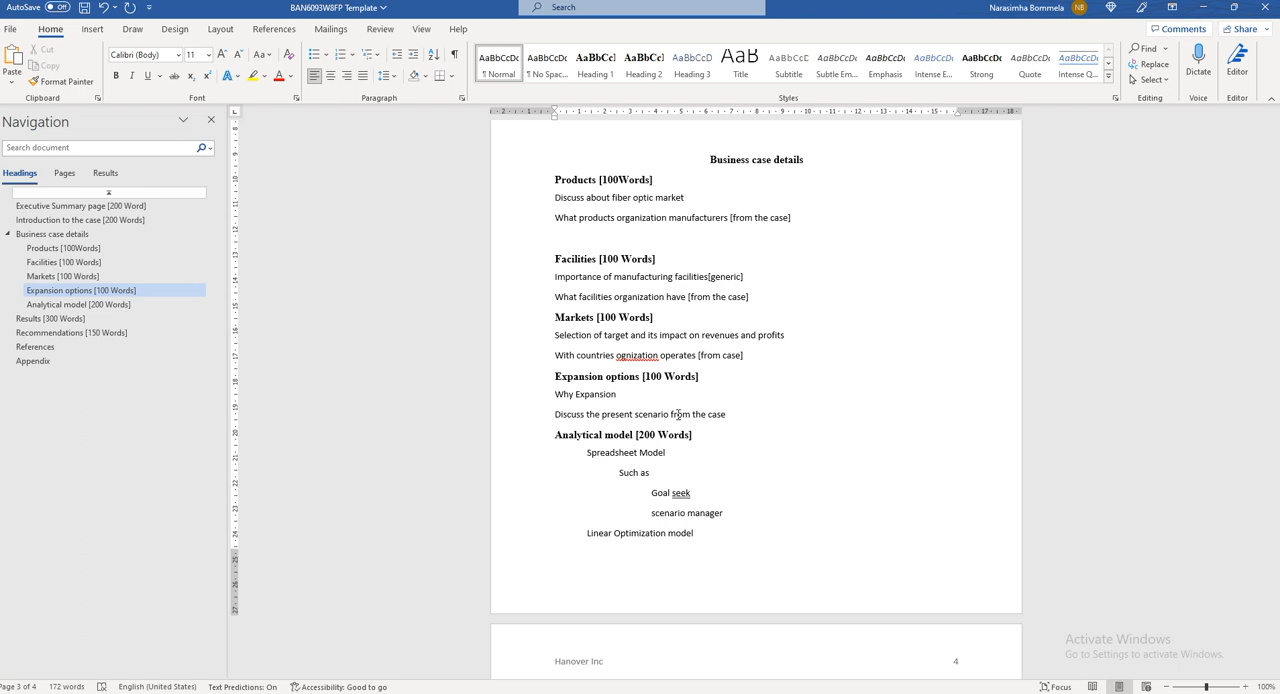 AutoSave Off
BAN6093W8FP Template
Search
Narasimha Bommela NB
File Home Insert Draw Design Layout References Mailings Review View Help
Comments Share
Paste
Cut
Copy
Format Painter
Clipboard
Calibri (Body) 11
Font
Paragraph
AaBbCcDc AaBbCcDc AaBbCc] AaBbCcl AaBbCcD AaB AaBbCcD AaBbCcDc AaBbCcDc AaBbCcDc AaBbCcDc AaBbCcDc AaBbCcDc
¶ Normal ¶ No Spac... Heading 1 Heading 2 Heading 3 Title Subtitle Subtle Em... Emphasis Intense E... Strong Quote Intense Q...
Styles
Find
Replace
Select
Editing
Dictate
Voice
Editor
Editor
Navigation
Search document
Headings Pages Results
Executive Summary page [200 Word]
Introduction to the case [200 Words]
Business case details
Products [100Words]
Facilities [100 Words]
Markets [100 Words]
Expansion options [100 Words]
Analytical model [200 Words]
Results [300 Words]
Recommendations [150 Words]
References
Appendix
Business case details
Products [100Words]
Discuss about fiber optic market
What products organization manufacturers [from the case]
Facilities [100 Words]
Importance of manufacturing facilities[generic]
What facilities organization have [from the case]
Markets [100 Words]
Selection of target and its impact on revenues and profits
With countries ognization operates [from case]
Expansion options [100 Words]
Why Expansion
Discuss the present scenario from the case
Analytical model [200 Words]
Spreadsheet Model
Such as
Goal seek
scenario manager
Linear Optimization model
Hanover Inc 4
Activate Windows
Go to Settings to activate Windows.
Page 3 of 4 172 words English (United States) Text Predictions: On Accessibility: Good to go Focus 100%